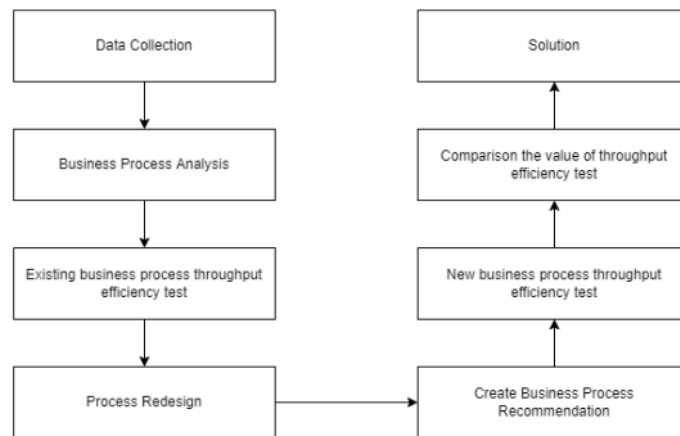 Data Collection
Business Process Analysis
Existing business process throughput
efficiency test
Process Redesign
Create Business Process
Recommendation
New business process throughput
efficiency test
Comparison the value of throughput
efficiency test
Solution